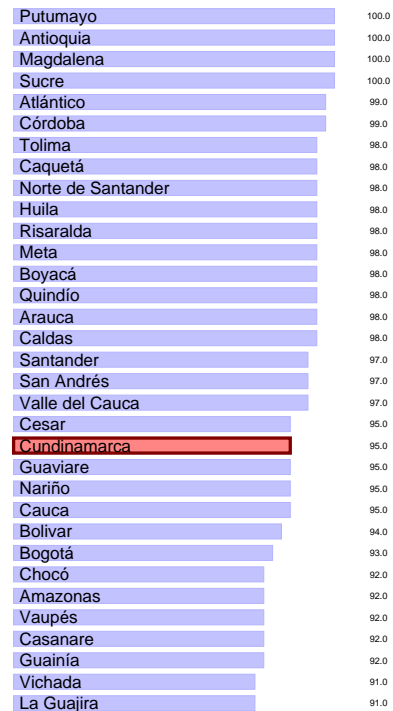 Putumayo 100.0
Antioquia 100.0
Magdalena 100.0
Sucre 100.0
Atlántico 99.0
Córdoba 99.0
Tolima 98.0
Caquetá 98.0
Norte de Santander 98.0
Huila 98.0
Risaralda 98.0
Meta 98.0
Boyacá 98.0
Quindío 98.0
Arauca 98.0
Caldas 98.0
Santander 97.0
San Andrés 97.0
Valle del Cauca 97.0
Cesar 95.0
Cundinamarca 95.0
Guaviare 95.0
Nariño 95.0
Cauca 95.0
Bolivar 94.0
Bogotá 93.0
Chocó 92.0
Amazonas 92.0
Vaupés 92.0
Casanare 92.0
Guainía 92.0
Vichada 91.0
La Guajira 91.0